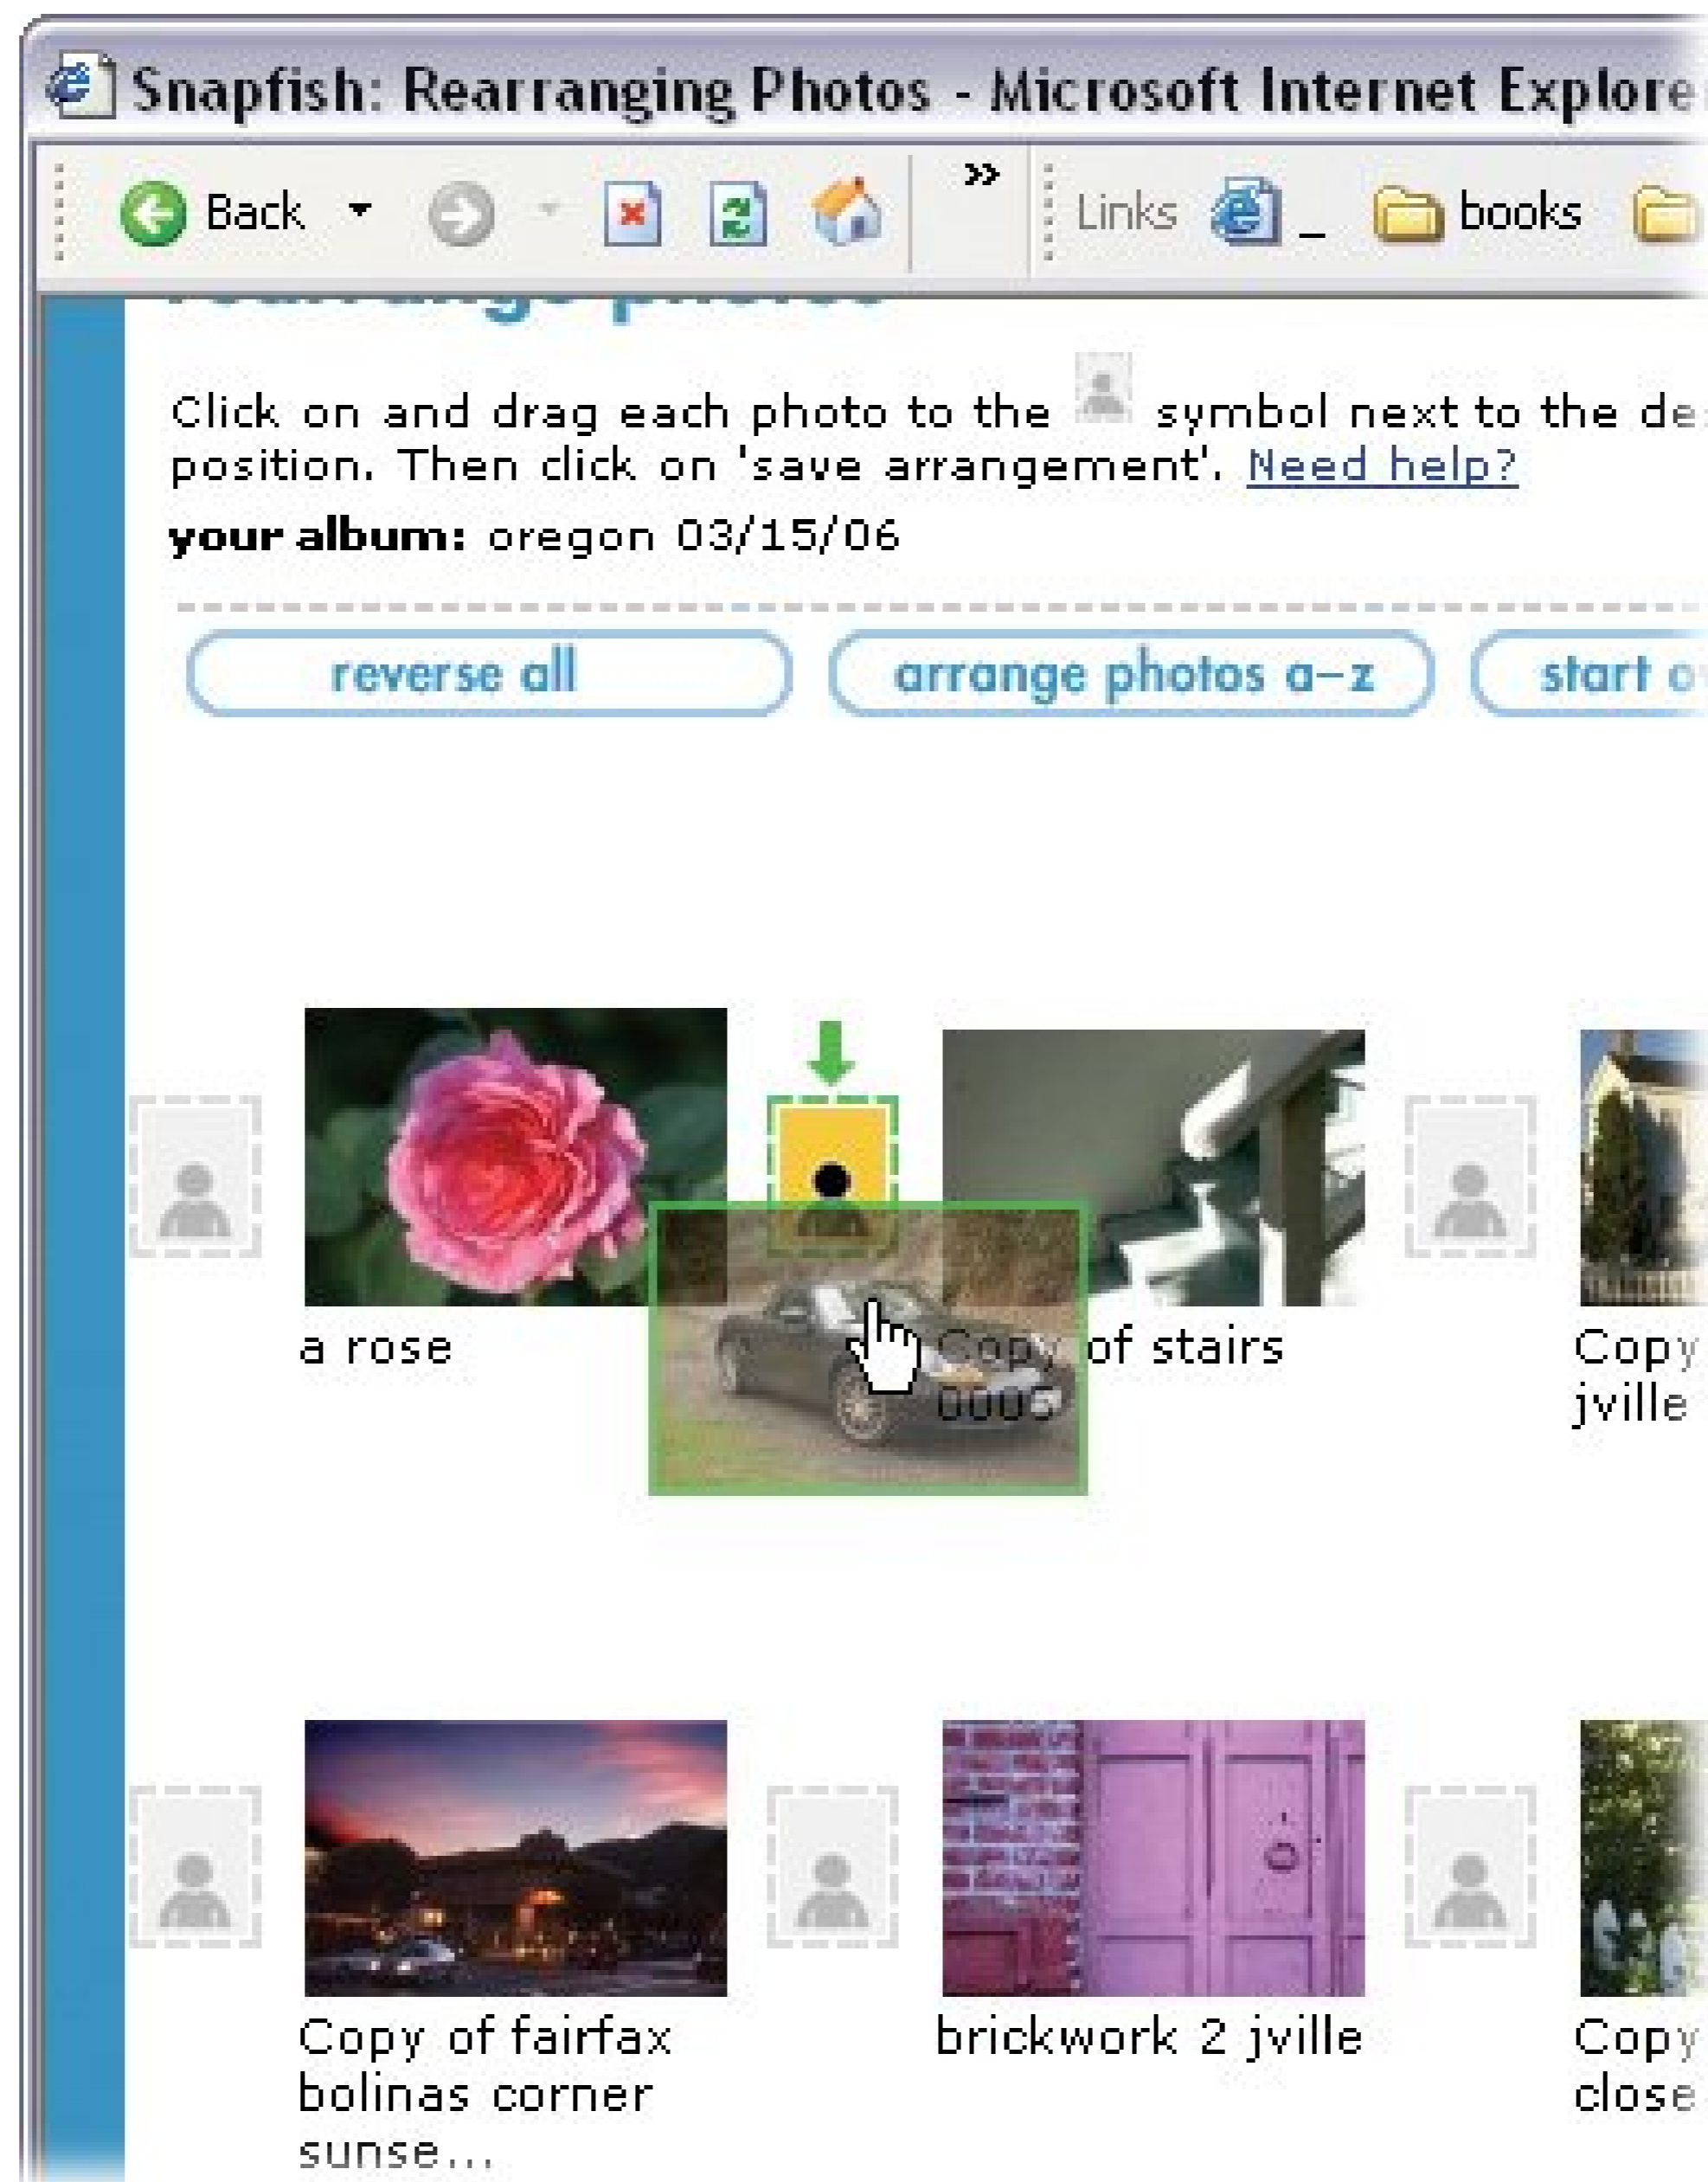 Snapfish: Rearranging Photos - Microsoft Internet Explore
Back » Links _ books
rearrange photos
Click on and drag each photo to the symbol next to the de
position. Then click on 'save arrangement'. Need help?
your album: oregon 03/15/06
reverse all arrange photos a-z start o
a rose Copy of stairs Copy
0005 jville
Copy of fairfax brickwork 2 jville Copy
bolinas corner close
sunse...